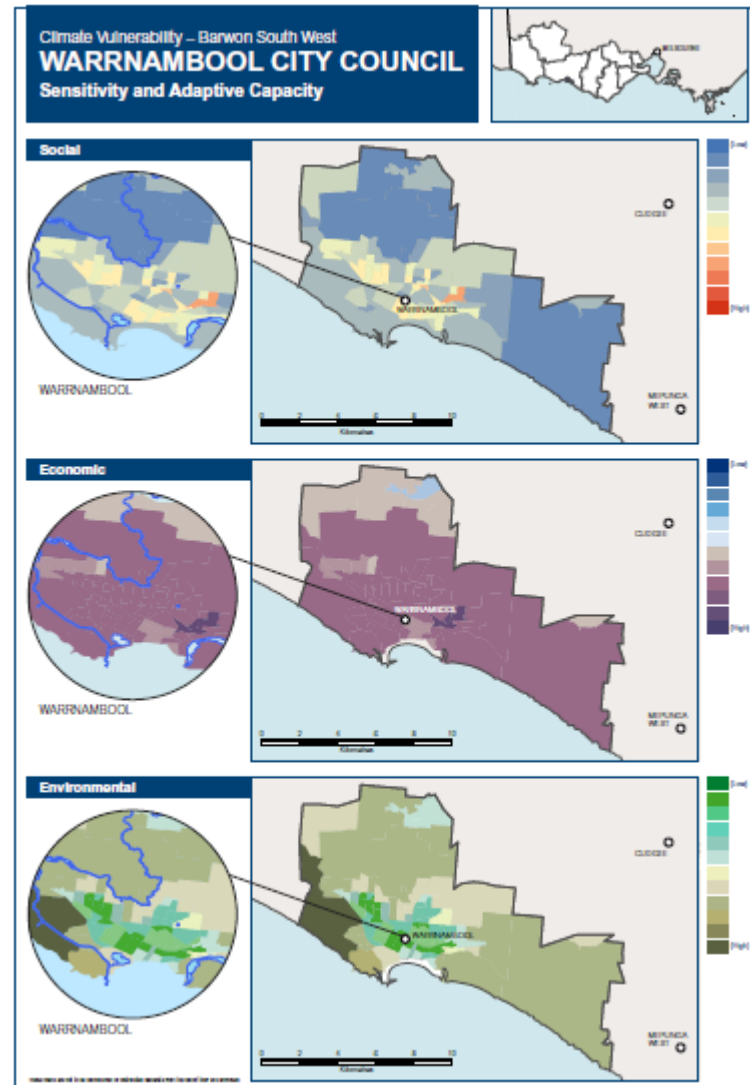 Climate Vulnerability – Barwon South West
WARRNAMBOOL CITY COUNCIL
Sensitivity and Adaptive Capacity
MELBOURNE
Social
[Low]
CUDGEE
WARRNAMBOOL
[High]
WARRNAMBOOL
MEPUNGA
WEST
0 2 4 6 8 10
Kilometres
Economic
[Low]
CUDGEE
WARRNAMBOOL
[High]
WARRNAMBOOL
MEPUNGA
WEST
0 2 4 6 8 10
Kilometres
Environmental
[Low]
CUDGEE
WARRNAMBOOL
[High]
WARRNAMBOOL
MEPUNGA
WEST
0 2 4 6 8 10
Kilometres